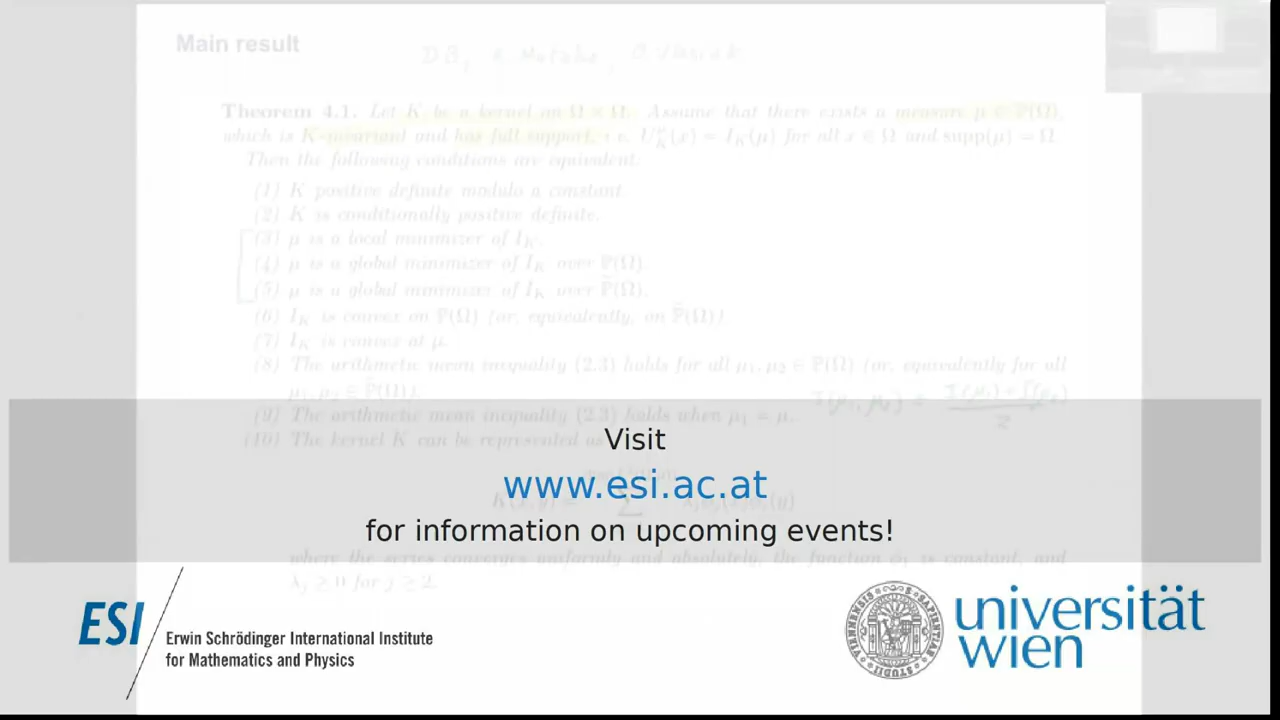 Main result
Theorem 4.1. Let K be a kernel on Ω × Ω. Assume that there exists a measure μ ∈ ℙ(Ω),
which is K-invariant and has full support, i.e. U_K^μ(x) = I_K(μ) for all x ∈ Ω and supp(μ) = Ω.
Then the following conditions are equivalent:
(1) K positive definite modulo a constant.
(2) K is conditionally positive definite.
(3) μ is a local minimizer of I_K.
(4) μ is a global minimizer of I_K over ℙ(Ω).
(5) μ is a global minimizer of I_K over ℙ̃(Ω).
(6) I_K is convex on ℙ(Ω) (or, equivalently, on ℙ̃(Ω))
(7) I_K is convex at μ.
(8) The arithmetic mean inequality (2.3) holds for all μ₁, μ₂ ∈ ℙ(Ω) (or, equivalently for all
μ₁, μ₂ ∈ ℙ̃(Ω)).
(9) The arithmetic mean inequality (2.3) holds when μ₁ = μ.
(10) The kernel K can be represented as
Visit
www.esi.ac.at
for information on upcoming events!
where the series converges uniformly and absolutely, the function ϕ₁ is constant, and
λ_j ≥ 0 for j ≥ 2.
ESI
Erwin Schrödinger International Institute
for Mathematics and Physics
universität
wien